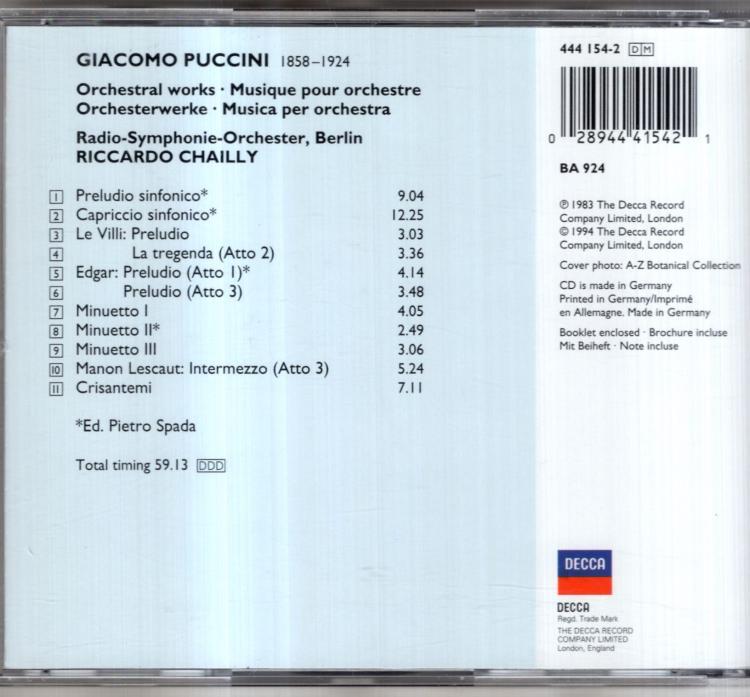 GIACOMO PUCCINI 1858–1924
Orchestral works · Musique pour orchestre
Orchesterwerke · Musica per orchestra
Radio-Symphonie-Orchester, Berlin
RICCARDO CHAILLY
1 Preludio sinfonico* 9.04
2 Capriccio sinfonico* 12.25
3 Le Villi: Preludio 3.03
4 La tregenda (Atto 2) 3.36
5 Edgar: Preludio (Atto 1)* 4.14
6 Preludio (Atto 3) 3.48
7 Minuetto I 4.05
8 Minuetto II* 2.49
9 Minuetto III 3.06
10 Manon Lescaut: Intermezzo (Atto 3) 5.24
11 Crisantemi 7.11
*Ed. Pietro Spada
Total timing 59.13 DDD
444 154-2 DM
0 28944 41542 1
BA 924
℗ 1983 The Decca Record
Company Limited, London
© 1994 The Decca Record
Company Limited, London
Cover photo: A-Z Botanical Collection
CD is made in Germany
Printed in Germany/Imprimé
en Allemagne. Made in Germany
Booklet enclosed · Brochure incluse
Mit Beiheft · Note incluse
DECCA
DECCA
Regd. Trade Mark
THE DECCA RECORD
COMPANY LIMITED
London, England